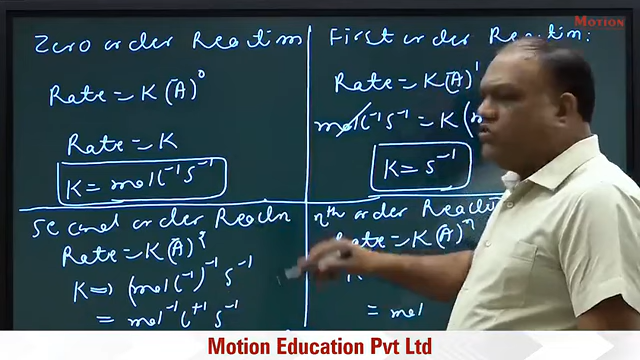 MOTION
Zero order Reaction
Rate = K [A]⁰
Rate = K
K = mol L⁻¹ S⁻¹
First order Reaction:
Rate = K [A]¹
mol L⁻¹ S⁻¹ = K (m
K = S⁻¹
Second order Reactn
Rate = K [A]²
K ⇒ (mol L⁻¹)⁻¹ S⁻¹
= mol⁻¹ L⁺¹ S⁻¹
nth order Reaction
Rate = K [A]ⁿ
K
= mol
Motion Education Pvt Ltd